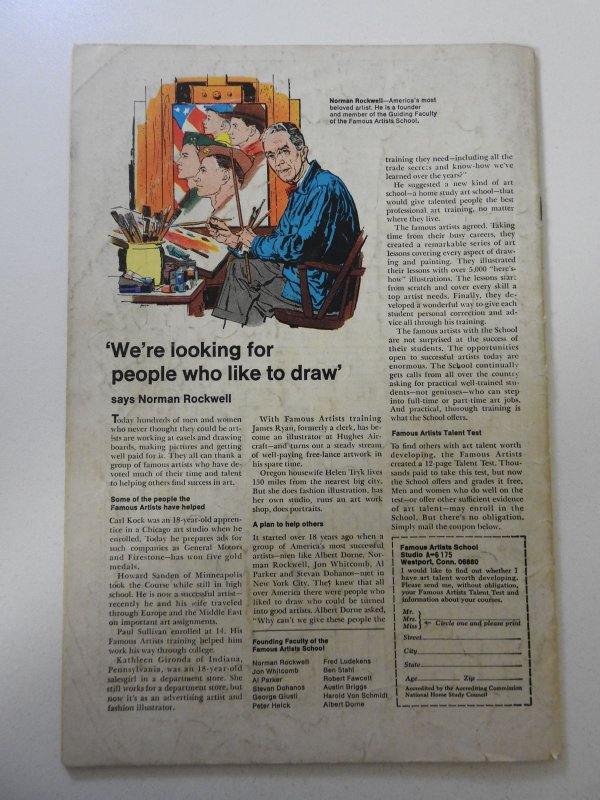 Norman Rockwell—America's most
beloved artist. He is a founder
and member of the Guiding Faculty
of the Famous Artists School.
'We're looking for
people who like to draw'
says Norman Rockwell
Today hundreds of men and women
who never thought they could be art-
ists are working at easels and drawing
boards, making pictures and getting
well paid for it. They all can thank a
group of famous artists who have de-
voted much of their time and talent
to helping others find success in art.
Some of the people the
Famous Artists have helped
Carl Kock was an 18-year-old appren-
tice in a Chicago art studio when he
enrolled. Today he prepares ads for
such companies as General Motors
and Firestone—has won five gold
medals.
Howard Sanden of Minneapolis
took the Course while still in high
school. He is now a successful artist—
recently he and his wife traveled
through Europe and the Middle East
on important art assignments.
Paul Sullivan enrolled at 14. His
Famous Artists training helped him
work his way through college.
Kathleen Gironda of Indiana,
Pennsylvania, was an 18-year-old
salesgirl in a department store. She
still works for a department store, but
now it's as an advertising artist and
fashion illustrator.
With Famous Artists training
James Ryan, formerly a clerk, has be-
come an illustrator at Hughes Air-
craft—and turns out a steady stream
of well-paying free-lance artwork in
his spare time.
Oregon housewife Helen Tryk lives
150 miles from the nearest big city.
But she does fashion illustration, has
her own studio, runs an art work
shop, does portraits.
A plan to help others
It started over 18 years ago when a
group of America's most successful
artists—men like Albert Dorne, Nor-
man Rockwell, Jon Whitcomb, Al
Parker and Stevan Dohanos—met in
New York City. They knew that all
over America there were people who
liked to draw who could be turned
into good artists. Albert Dorne asked,
"Why can't we give these people the
Founding Faculty of the
Famous Artists School
Norman Rockwell
Jon Whitcomb
Al Parker
Stevan Dohanos
George Giusti
Peter Helck
Fred Ludekens
Ben Stahl
Robert Fawcett
Austin Briggs
Harold Von Schmidt
Albert Dorne
training they need—including all the
trade secrets and know-how we've
learned over the years?"
He suggested a new kind of art
school—a home study art school—that
would give talented people the best
professional art training, no matter
where they live.
The famous artists agreed. Taking
time from their busy careers, they
created a remarkable series of art
lessons covering every aspect of draw-
ing and painting. They illustrated
their lessons with over 5,000 "here's-
how" illustrations. The lessons start
from scratch and cover every skill a
top artist needs. Finally, they de-
veloped a wonderful way to give each
student personal correction and ad-
vice all through his training.
The famous artists with the School
are not surprised at the success of
their students. The opportunities
open to successful artists today are
enormous. The School continually
gets calls from all over the country
asking for practical well-trained stu-
dents—not geniuses—who can step
into full-time or part-time art jobs.
And practical, thorough training is
what the School offers.
Famous Artists Talent Test
To find others with art talent worth
developing, the Famous Artists
created a 12-page Talent Test. Thou-
sands paid to take this test, but now
the School offers and grades it free.
Men and women who do well on the
test—or offer other sufficient evidence
of art talent—may enroll in the
School. But there's no obligation.
Simply mail the coupon below.
Famous Artists School
Studio A-6175
Westport, Conn. 06880
I would like to find out whether I
have art talent worth developing.
Please send me, without obligation,
your Famous Artists Talent Test and
information about your courses.
Mr.
Mrs.
Miss
Circle one and please print
Street
City
State
Age Zip
Accredited by the Accrediting Commission
National Home Study Council